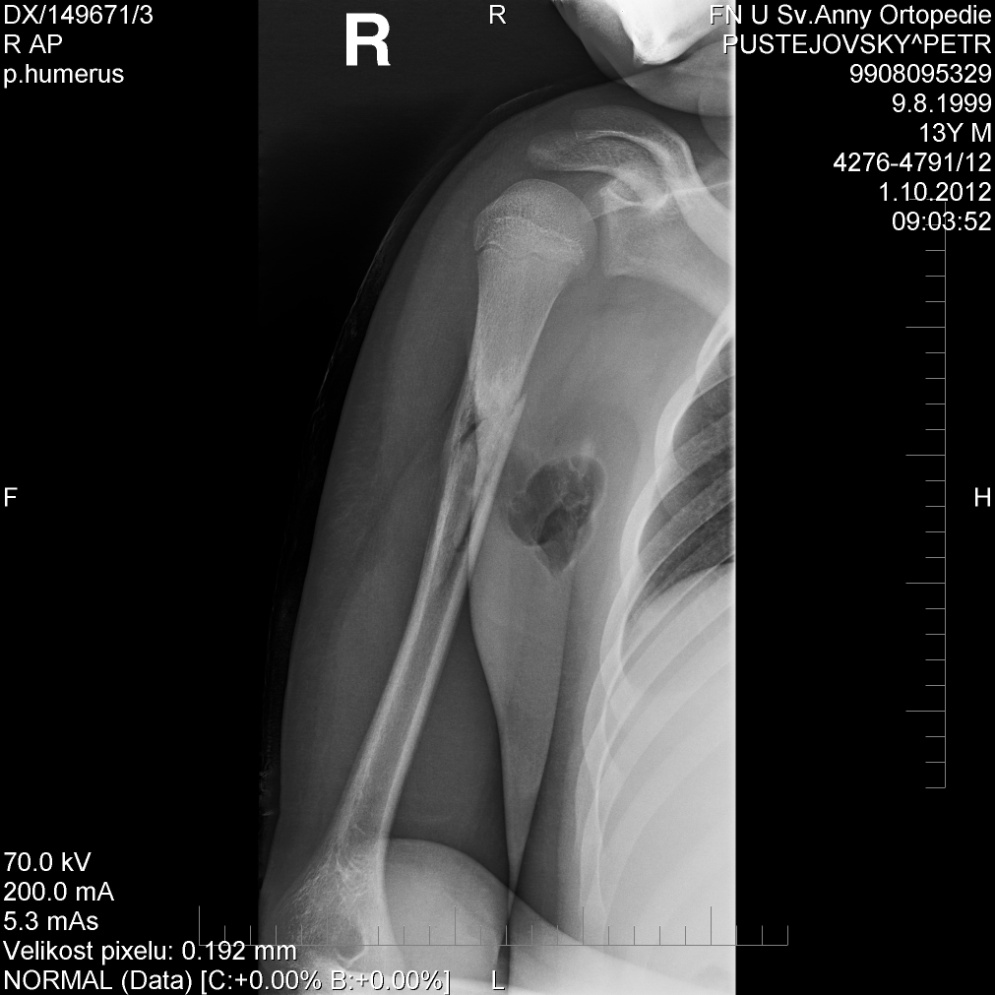 DX/149671/3
R AP
p.humerus
R
R
FN U Sv.Anny Ortopedie
PUSTEJOVSKY^PETR
9908095329
9.8.1999
13Y M
4276-4791/12
1.10.2012
09:03:52
F
H
70.0 kV
200.0 mA
5.3 mAs
Velikost pixelu: 0.192 mm
NORMAL (Data) [C:+0.00% B:+0.00%]
L